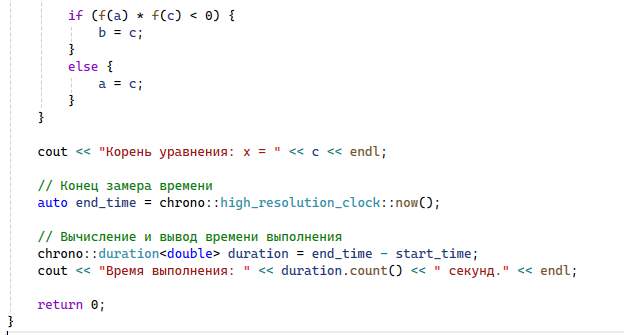 if (f(a) * f(c) < 0) {
b = c;
}
else {
a = c;
}
}
cout << "Корень уравнения: x = " << c << endl;
// Конец замера времени
auto end_time = chrono::high_resolution_clock::now();
// Вычисление и вывод времени выполнения
chrono::duration<double> duration = end_time - start_time;
cout << "Время выполнения: " << duration.count() << " секунд." << endl;
return 0;
}